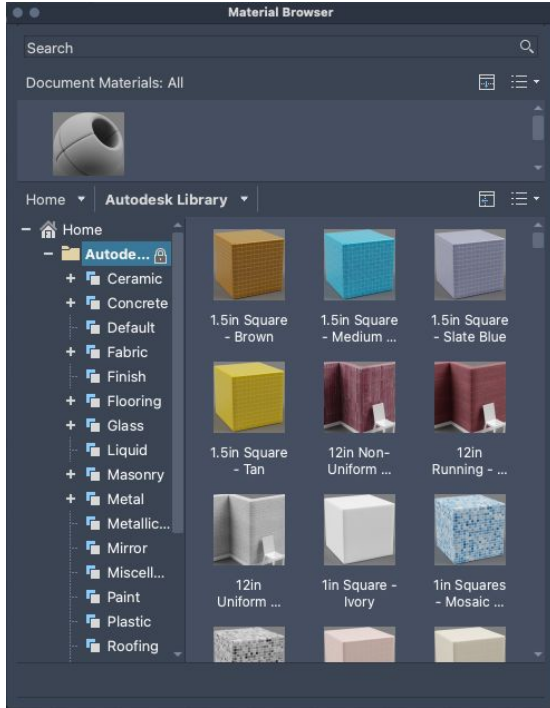 Material Browser
Search
Document Materials: All
Home
Autodesk Library
Home
Autode...
Ceramic
Concrete
Default
Fabric
Finish
Flooring
Glass
Liquid
Masonry
Metal
Metallic...
Mirror
Miscell...
Paint
Plastic
Roofing
1.5in Square
- Brown
1.5in Square
- Medium ...
1.5in Square
- Slate Blue
1.5in Square
- Tan
12in Non-
Uniform ...
12in
Running - ...
12in
Uniform ...
1in Square -
Ivory
1in Squares
- Mosaic ...